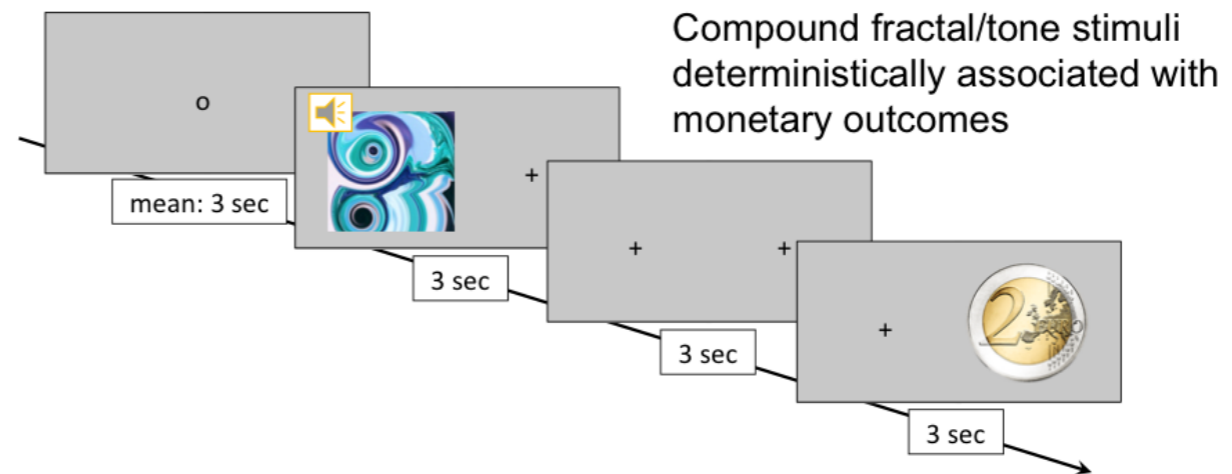 Compound fractal/tone stimuli
deterministically associated with
monetary outcomes
o
mean: 3 sec
+
3 sec
+ +
3 sec
+
2
3 sec